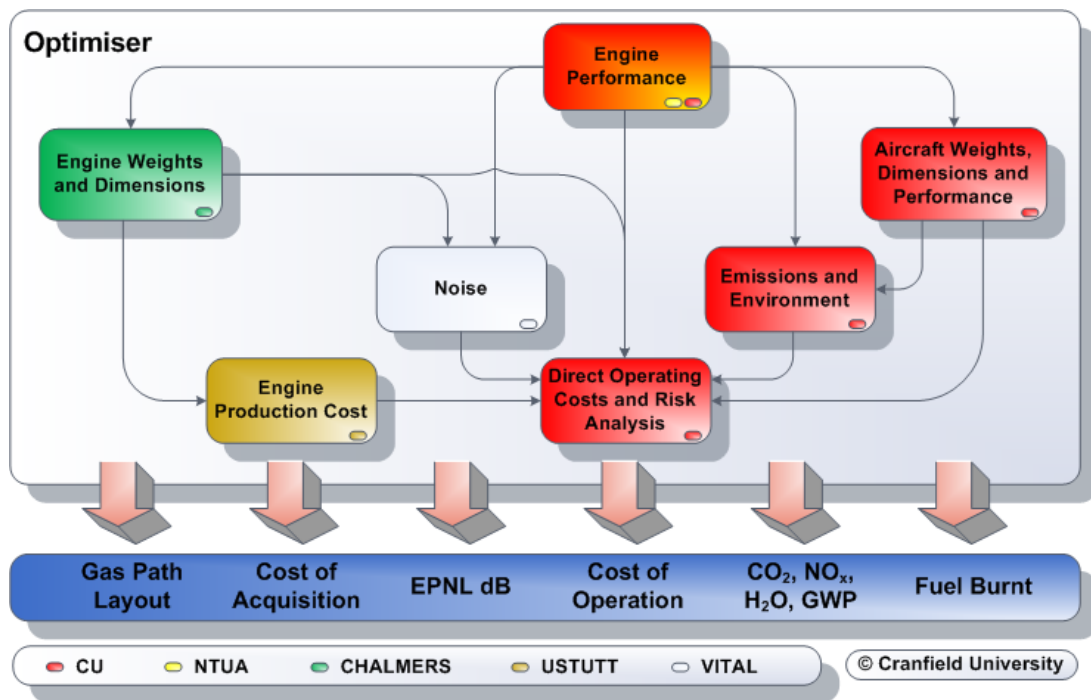 Optimiser
Engine
Performance
Engine Weights
and Dimensions
Aircraft Weights,
Dimensions and
Performance
Noise
Emissions and
Environment
Engine
Production Cost
Direct Operating
Costs and Risk
Analysis
Gas Path
Layout
Cost of
Acquisition
EPNL dB
Cost of
Operation
CO₂, NOₓ,
H₂O, GWP
Fuel Burnt
CU
NTUA
CHALMERS
USTUTT
VITAL
© Cranfield University